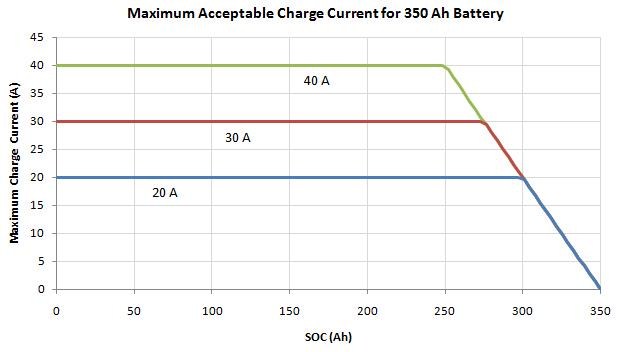 Maximum Acceptable Charge Current for 350 Ah Battery
Maximum Charge Current (A)
45
40
35
30
25
20
15
10
5
0
40 A
30 A
20 A
0 50 100 150 200 250 300 350
SOC (Ah)